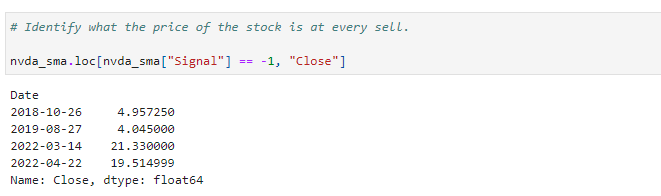 # Identify what the price of the stock is at every sell.
nvda_sma.loc[nvda_sma["Signal"] == -1, "Close"]
Date
2018-10-26     4.957250
2019-08-27     4.045000
2022-03-14    21.330000
2022-04-22    19.514999
Name: Close, dtype: float64